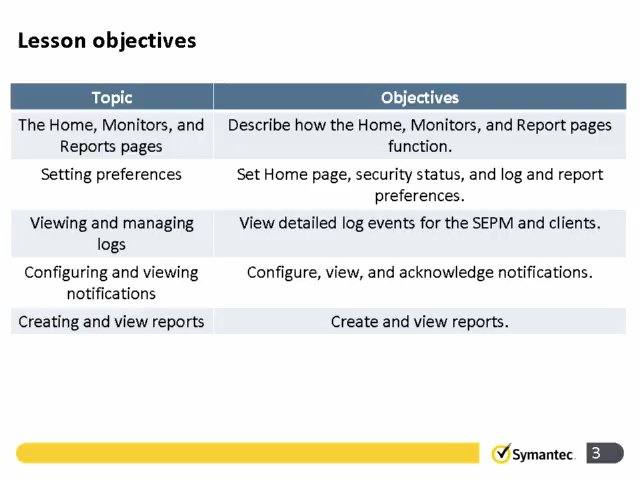 Lesson objectives
Topic
Objectives
The Home, Monitors, and
Reports pages
Describe how the Home, Monitors, and Report pages
function.
Setting preferences
Set Home page, security status, and log and report
preferences.
Viewing and managing
logs
View detailed log events for the SEPM and clients.
Configuring and viewing
notifications
Configure, view, and acknowledge notifications.
Creating and view reports
Create and view reports.
Symantec.
3